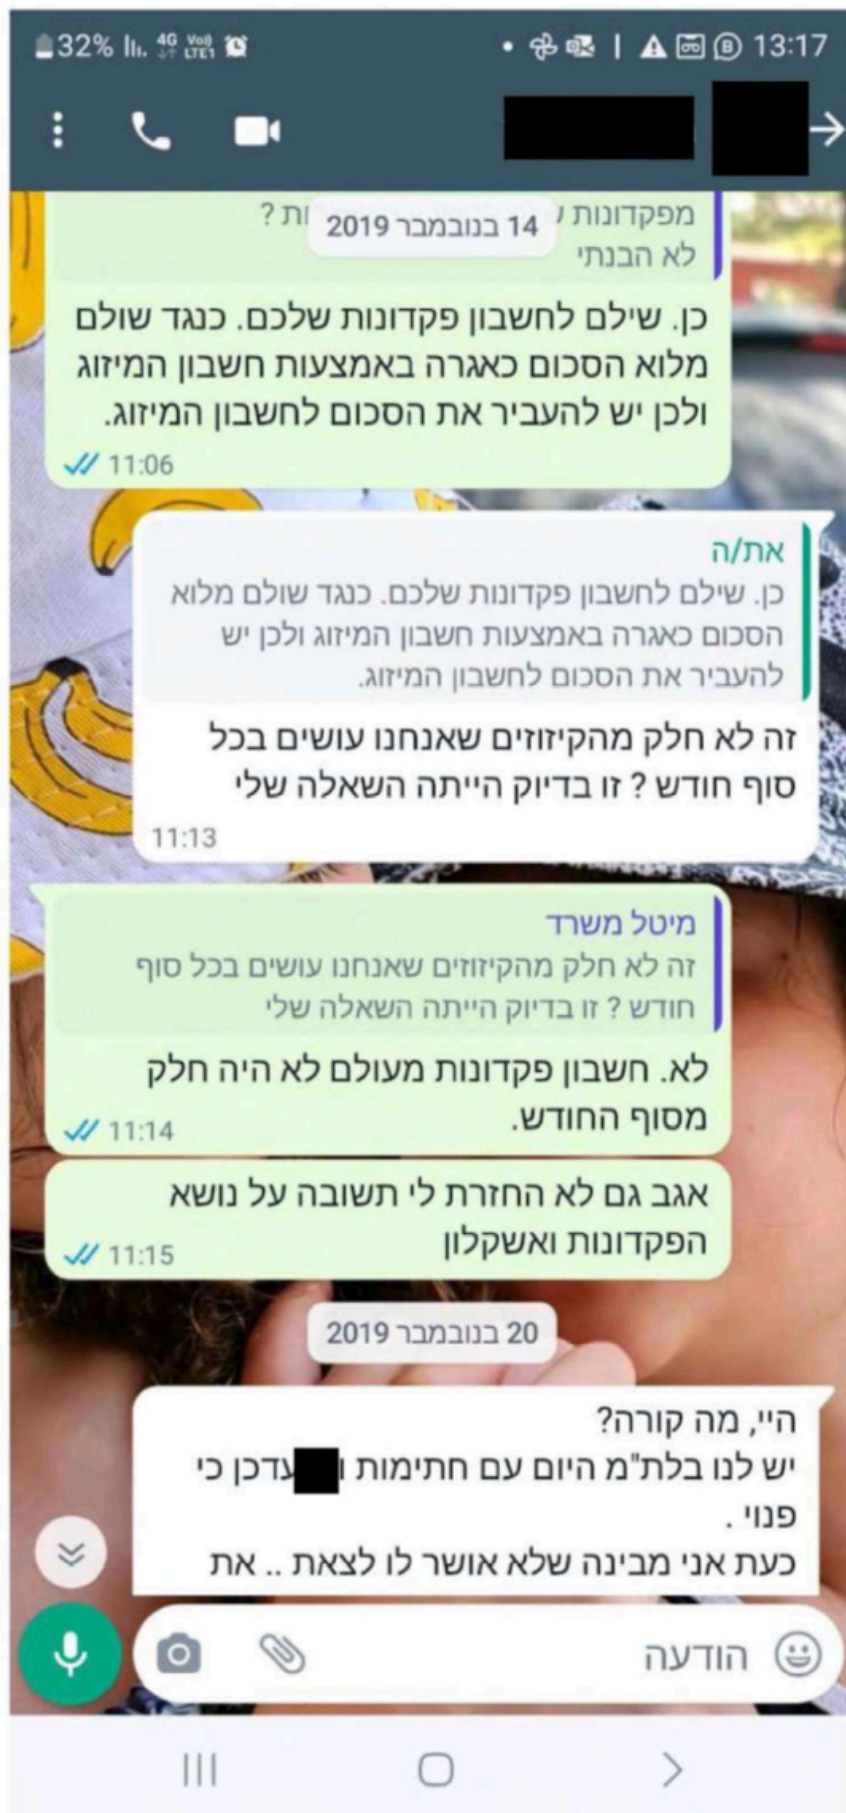 32% 4G VoLTE1 13:17
מפקדונות ות ?
14 בנובמבר 2019
לא הבנתי
כן. שילם לחשבון פקדונות שלכם. כנגד שולם
מלוא הסכום כאגרה באמצעות חשבון המיזוג
ולכן יש להעביר את הסכום לחשבון המיזוג.
11:06
את/ה
כן. שילם לחשבון פקדונות שלכם. כנגד שולם מלוא
הסכום כאגרה באמצעות חשבון המיזוג ולכן יש
להעביר את הסכום לחשבון המיזוג.
זה לא חלק מהקיזוזים שאנחנו עושים בכל
סוף חודש ? זו בדיוק הייתה השאלה שלי
11:13
מיטל משרד
זה לא חלק מהקיזוזים שאנחנו עושים בכל סוף
חודש ? זו בדיוק הייתה השאלה שלי
לא. חשבון פקדונות מעולם לא היה חלק
מסוף החודש.
11:14
אגב גם לא החזרת לי תשובה על נושא
הפקדונות ואשקלון
11:15
20 בנובמבר 2019
היי, מה קורה?
יש לנו בלת"מ היום עם חתימות ו עדכן כי
פנוי .
כעת אני מבינה שלא אושר לו לצאת .. את
הודעה